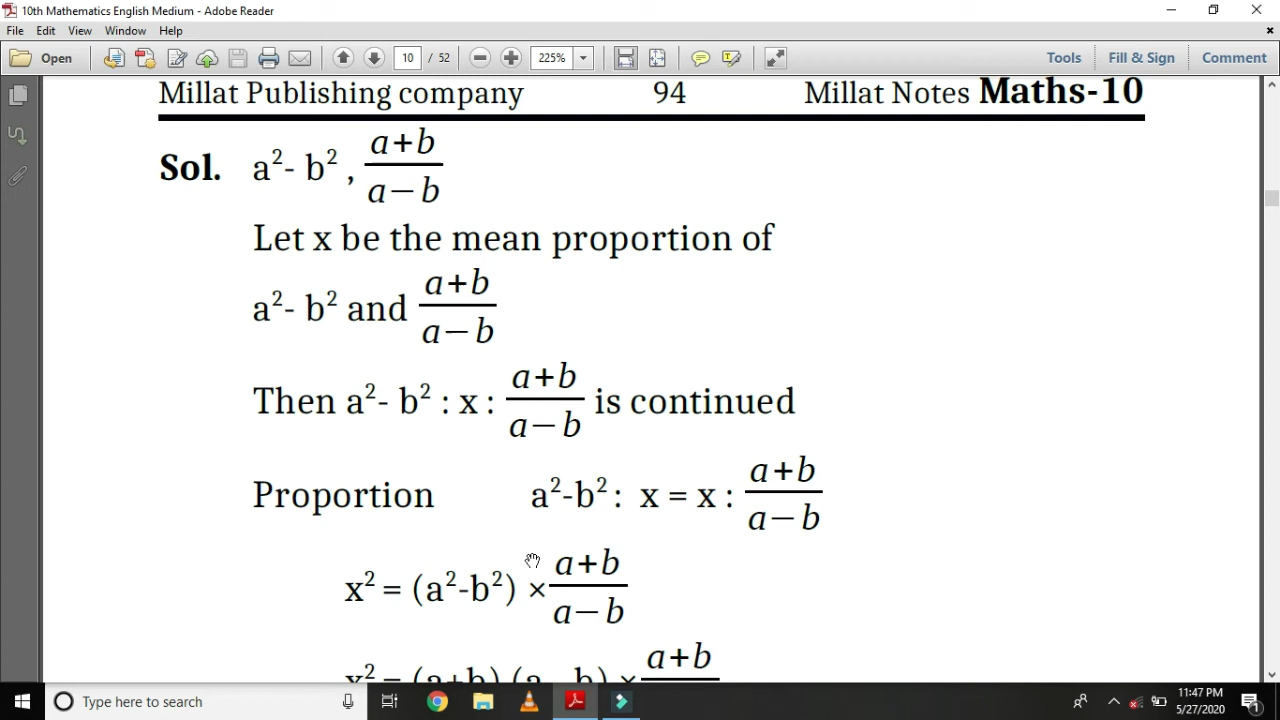 10th Mathematics English Medium - Adobe Reader
File Edit View Window Help
Open 10 / 52 225% Tools Fill & Sign Comment
Millat Publishing company 94 Millat Notes Maths-10
Sol. a²- b² , (a+b)/(a−b)
Let x be the mean proportion of
a²- b² and (a+b)/(a−b)
Then a²- b² : x : (a+b)/(a−b) is continued
Proportion a²-b² : x = x : (a+b)/(a−b)
x² = (a²-b²) × (a+b)/(a−b)
x² = (a+b) (a - b) × a+b
Type here to search
11:47 PM
5/27/2020
1